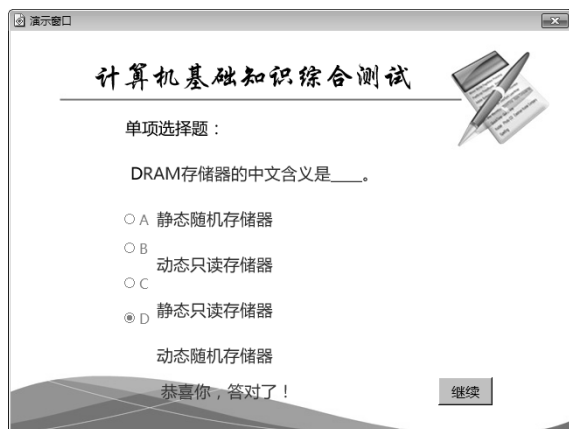 演示窗口
计算机基础知识综合测试
单项选择题：
DRAM存储器的中文含义是____。
A 静态随机存储器
B
动态只读存储器
C
静态只读存储器
D
动态随机存储器
恭喜你，答对了！
继续